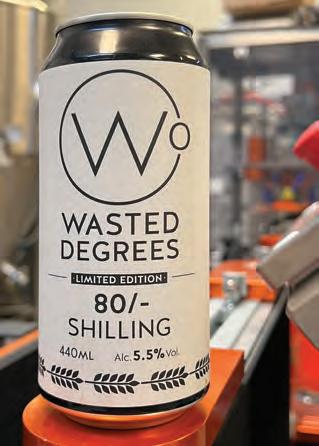 W°
WASTED
DEGREES
LIMITED EDITION
80/-
SHILLING
440ML Alc. 5.5% Vol.